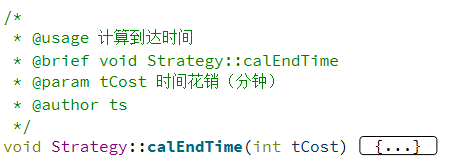 /*
 * @usage 计算到达时间
 * @brief void Strategy::calEndTime
 * @param tCost 时间花销（分钟）
 * @author ts
 */
void Strategy::calEndTime(int tCost) {...}